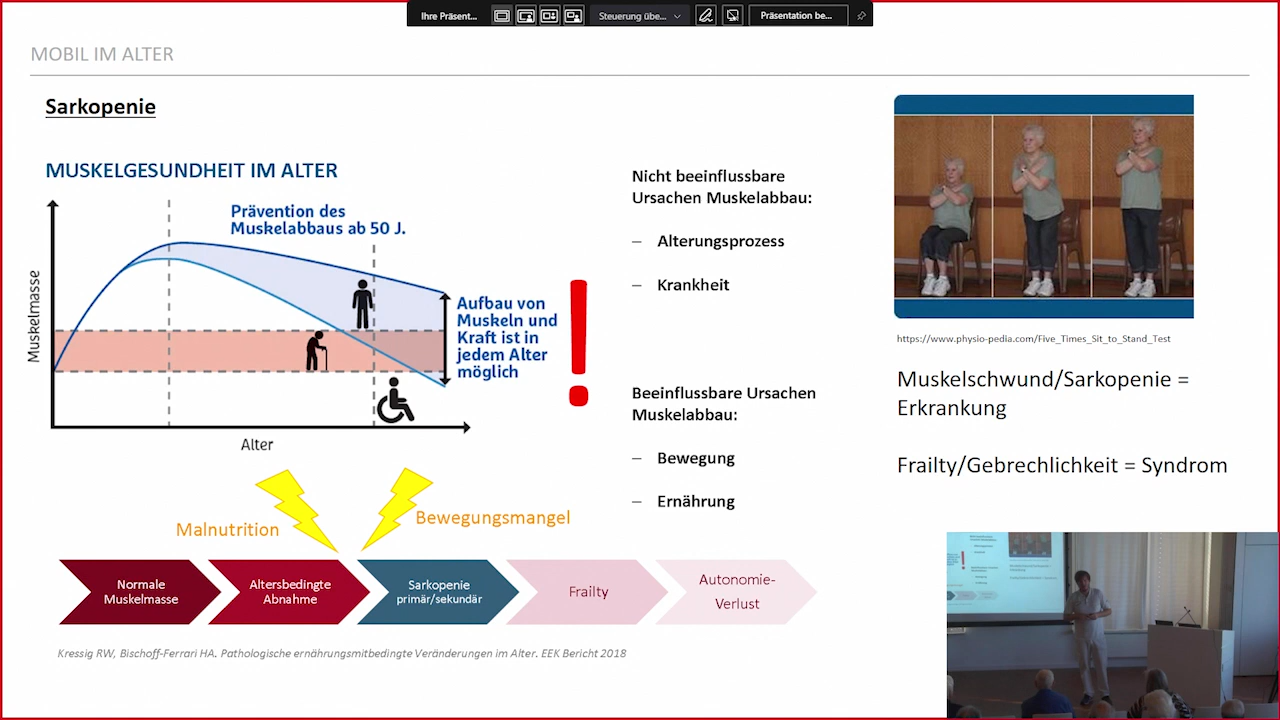 Ihre Präsent...
Steuerung übe...
Präsentation be...
MOBIL IM ALTER
Sarkopenie
MUSKELGESUNDHEIT IM ALTER
Prävention des
Muskelabbaus ab 50 J.
Muskelmasse
Aufbau von
Muskeln und
Kraft ist in
jedem Alter
möglich
Alter
Nicht beeinflussbare
Ursachen Muskelabbau:
– Alterungsprozess
– Krankheit
Beeinflussbare Ursachen
Muskelabbau:
– Bewegung
– Ernährung
https://www.physio-pedia.com/Five_Times_Sit_to_Stand_Test
Muskelschwund/Sarkopenie =
Erkrankung
Frailty/Gebrechlichkeit = Syndrom
Malnutrition
Bewegungsmangel
Normale
Muskelmasse
Altersbedingte
Abnahme
Sarkopenie
primär/sekundär
Frailty
Autonomie-
Verlust
Kressig RW, Bischoff-Ferrari HA. Pathologische ernährungsmitbedingte Veränderungen im Alter. EEK Bericht 2018